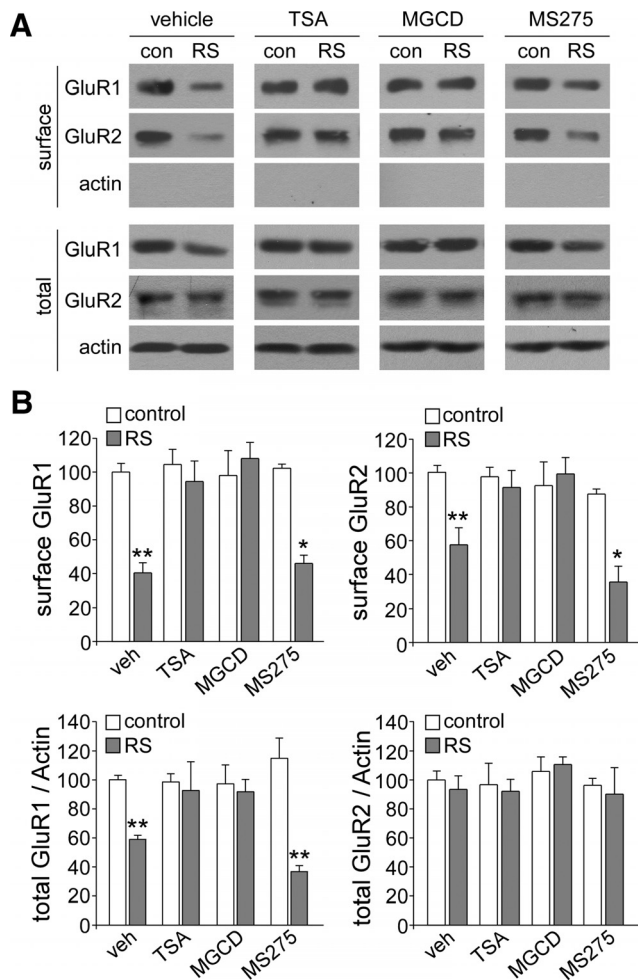 A
vehicle TSA MGCD MS275
con RS con RS con RS con RS
surface
GluR1
GluR2
actin
total
GluR1
GluR2
actin
B
control
RS
surface GluR1
120
100
80
60
40
20
0
**
*
veh TSA MGCD MS275
control
RS
surface GluR2
120
100
80
60
40
20
0
**
*
veh TSA MGCD MS275
control
RS
total GluR1 / Actin
140
120
100
80
60
40
20
0
**
**
veh TSA MGCD MS275
control
RS
total GluR2 / Actin
140
120
100
80
60
40
20
0
veh TSA MGCD MS275